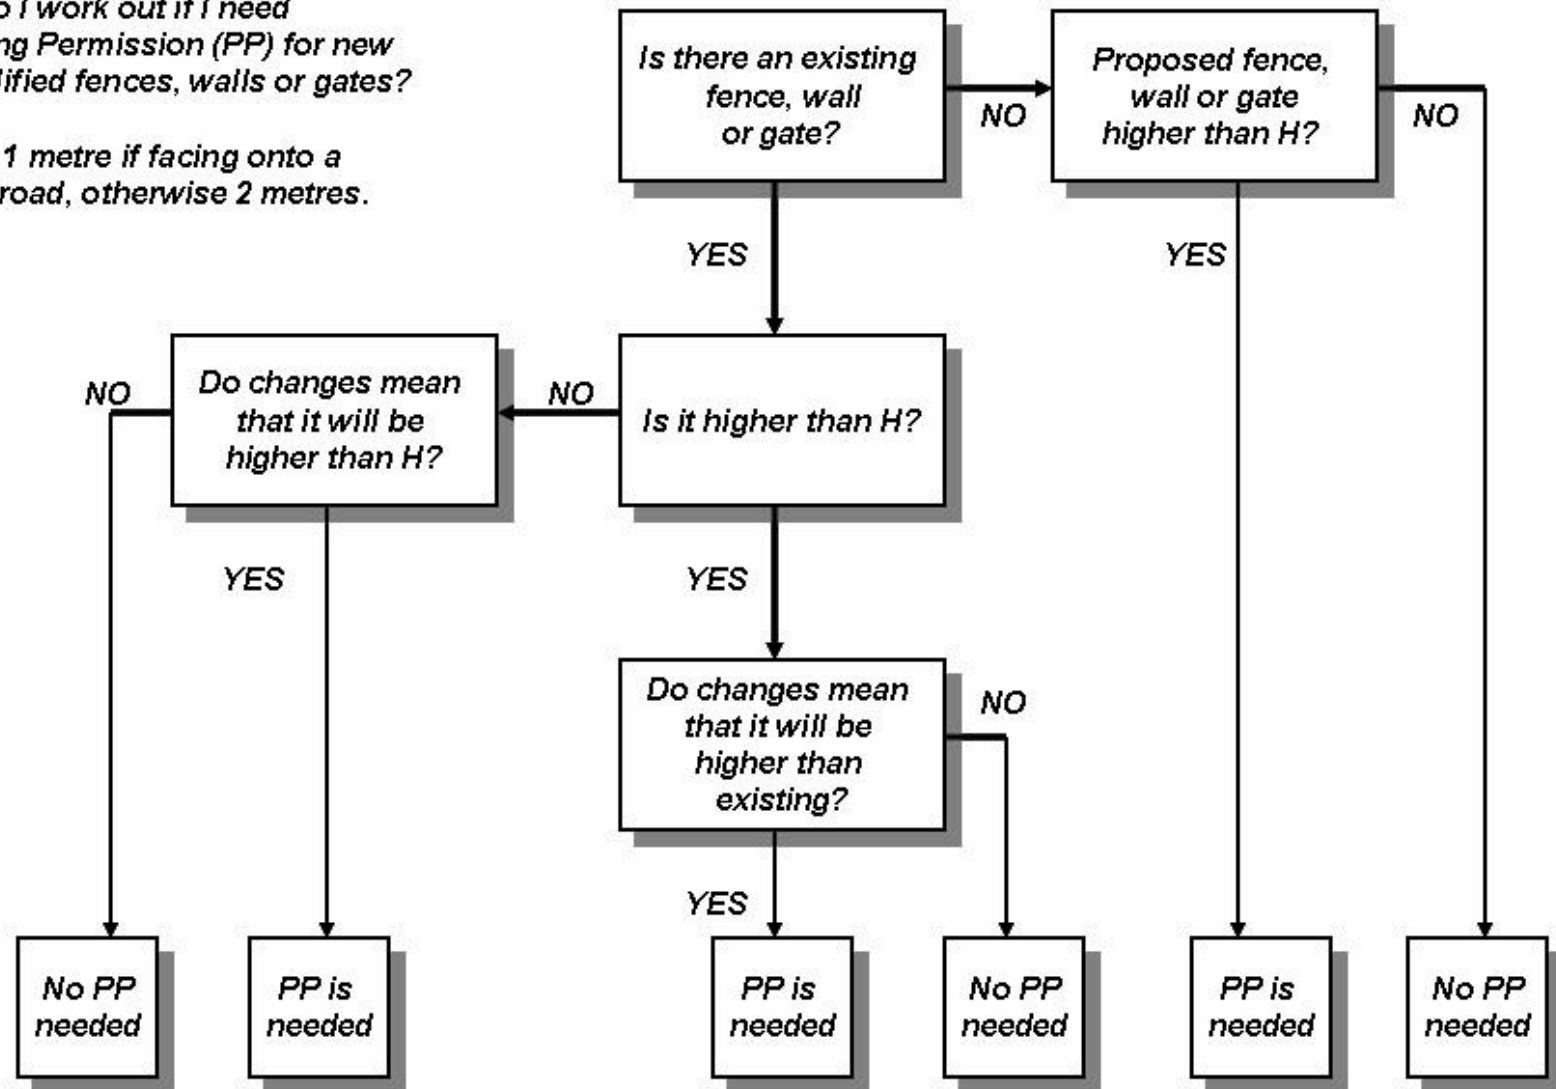 I work out if I need
Permission (PP) for new
fences, walls or gates?
1 metre if facing onto a
road, otherwise 2 metres.
Is there an existing
fence, wall
or gate?
NO
Proposed fence,
wall or gate
higher than H?
NO
YES
YES
NO
Do changes mean
that it will be
higher than H?
NO
Is it higher than H?
YES
YES
Do changes mean
that it will be
higher than
existing?
NO
YES
No PP
needed
PP is
needed
PP is
needed
No PP
needed
PP is
needed
No PP
needed